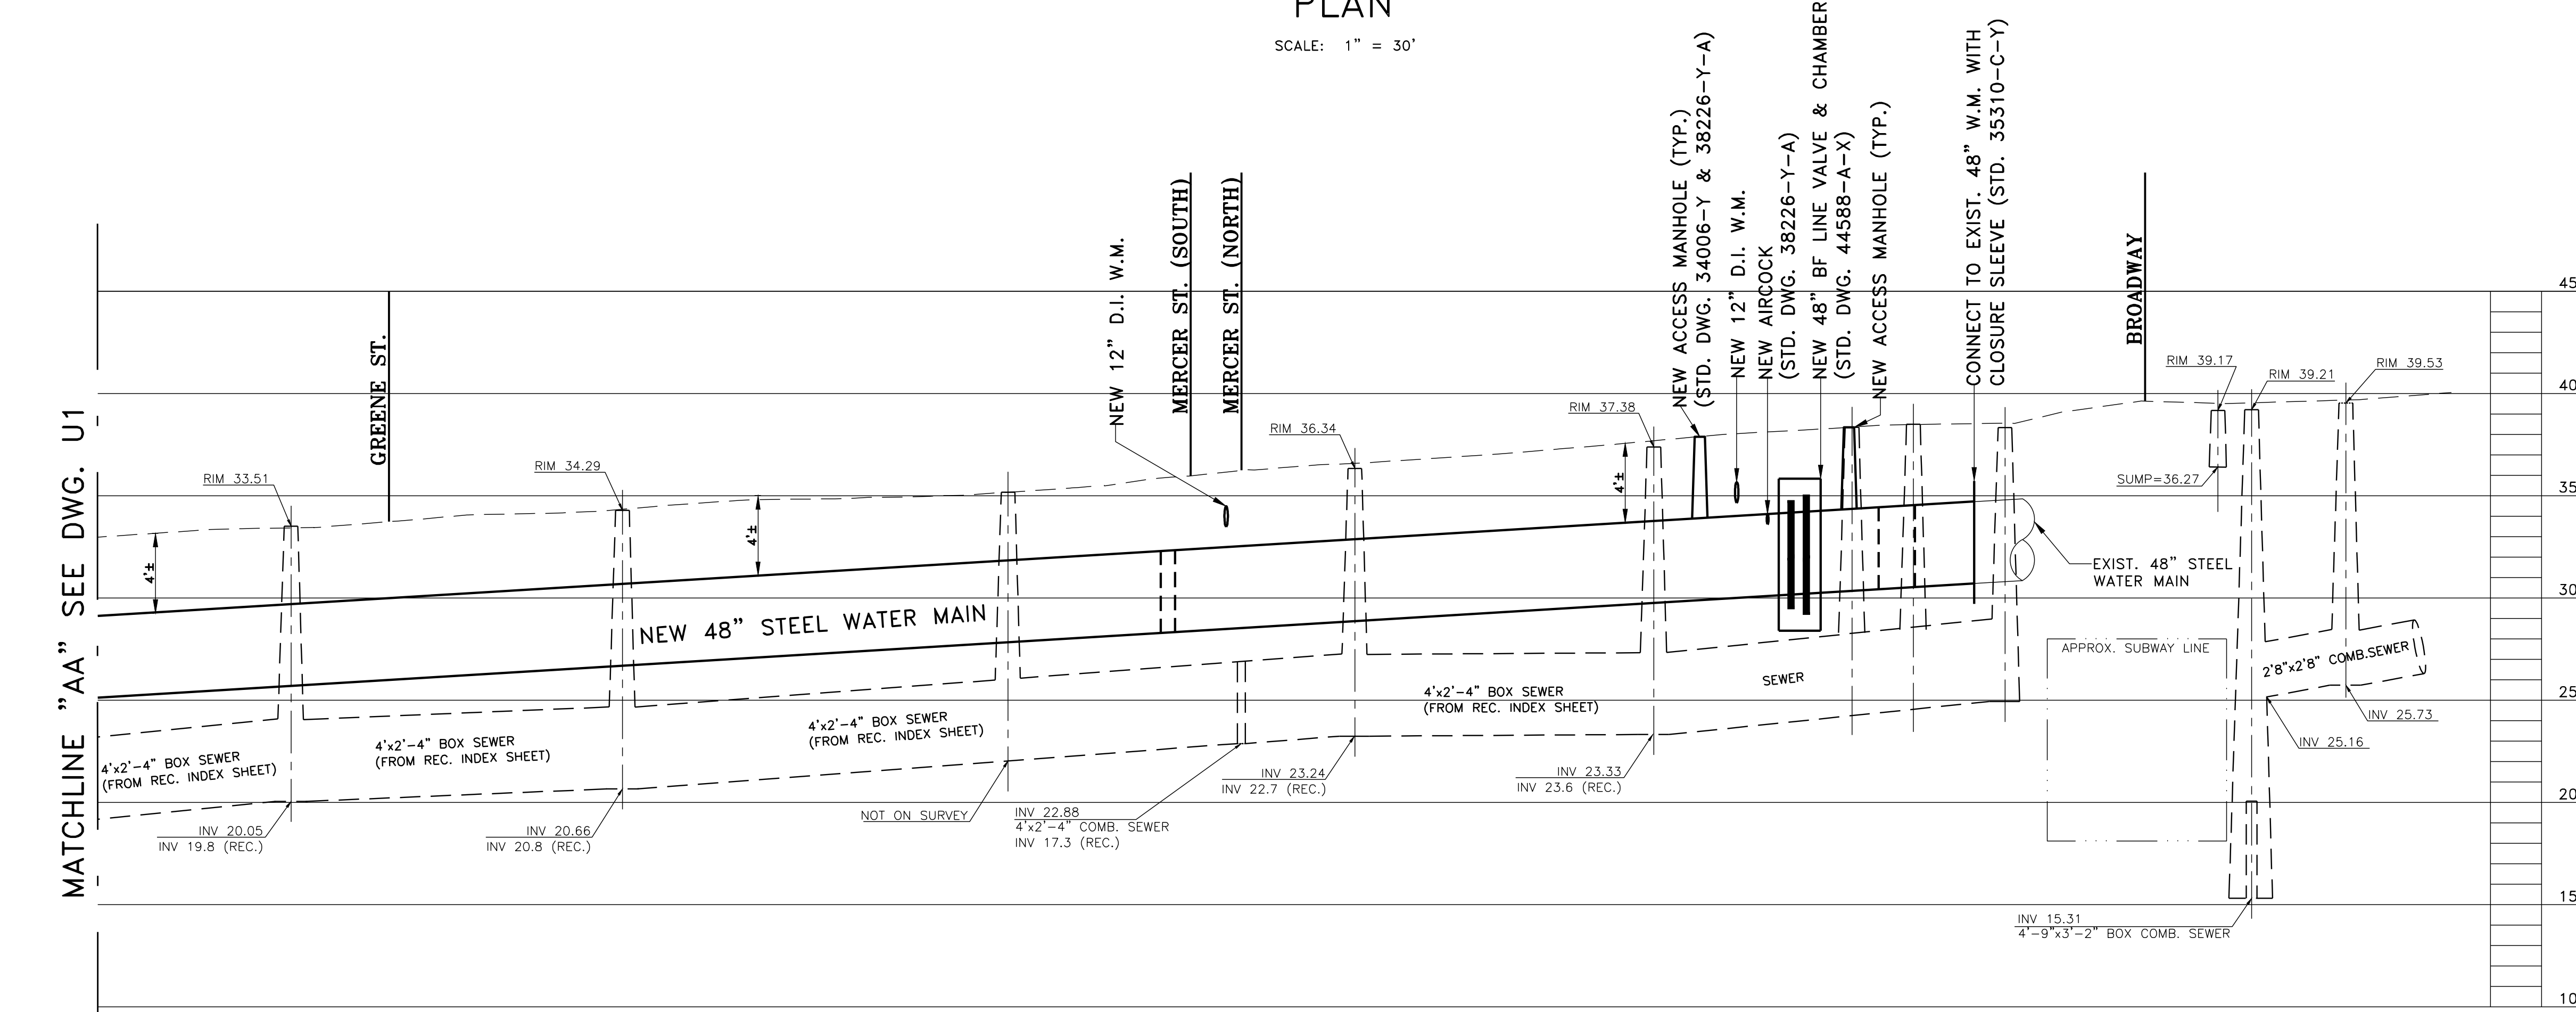 PLAN
SCALE: 1" = 30'
MATCHLINE "AA" SEE DWG. U1
GREENE ST.
NEW 12" D.I. W.M.
MERCER ST. (SOUTH)
MERCER ST. (NORTH)
NEW ACCESS MANHOLE (TYP.)
(STD. DWG. 34006-Y & 38226-Y-A)
NEW 12" D.I. W.M.
NEW AIRCOCK
(STD. DWG. 38226-Y-A)
NEW 48" BF LINE VALVE & CHAMBER
(STD. DWG. 44588-A-X)
NEW ACCESS MANHOLE (TYP.)
CONNECT TO EXIST. 48" W.M. WITH
CLOSURE SLEEVE (STD. 35310-C-Y)
BROADWAY
45
40
35
30
25
20
15
10
RIM 33.51
RIM 34.29
RIM 36.34
RIM 37.38
RIM 39.17
RIM 39.21
RIM 39.53
SUMP=36.27
4'±
4'±
4'±
NEW 48" STEEL WATER MAIN
EXIST. 48" STEEL
WATER MAIN
APPROX. SUBWAY LINE
2'8"x2'8" COMB.SEWER
SEWER
4'x2'-4" BOX SEWER
(FROM REC. INDEX SHEET)
4'x2'-4" BOX SEWER
(FROM REC. INDEX SHEET)
4'x2'-4" BOX SEWER
(FROM REC. INDEX SHEET)
4'x2'-4" BOX SEWER
(FROM REC. INDEX SHEET)
INV 20.05
INV 19.8 (REC.)
INV 20.66
INV 20.8 (REC.)
NOT ON SURVEY
INV 22.88
4'x2'-4" COMB. SEWER
INV 17.3 (REC.)
INV 23.24
INV 22.7 (REC.)
INV 23.33
INV 23.6 (REC.)
INV 25.73
INV 25.16
INV 15.31
4'-9"x3'-2" BOX COMB. SEWER